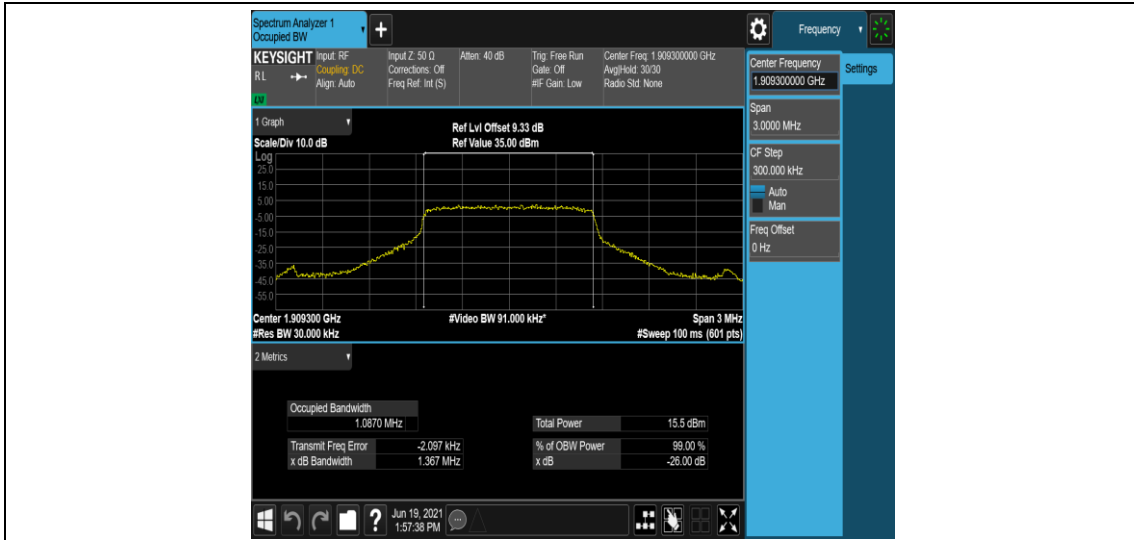 Spectrum Analyzer 1
Occupied BW
Frequency
KEYSIGHT
RL
Input: RF
Coupling: DC
Align: Auto
Input Z: 50 Ω
Corrections: Off
Freq Ref: Int (S)
Atten: 40 dB
Trig: Free Run
Gate: Off
#IF Gain: Low
Center Freq: 1.909300000 GHz
Avg|Hold: 30/30
Radio Std: None
Center Frequency
1.909300000 GHz
Settings
Span
3.0000 MHz
CF Step
300.000 kHz
Auto
Man
Freq Offset
0 Hz
1 Graph
Scale/Div 10.0 dB
Ref Lvl Offset 9.33 dB
Ref Value 35.00 dBm
Log
25.0
15.0
5.00
-5.00
-15.0
-25.0
-35.0
-45.0
-55.0
Center 1.909300 GHz
#Video BW 91.000 kHz*
Span 3 MHz
#Res BW 30.000 kHz
#Sweep 100 ms (601 pts)
2 Metrics
Occupied Bandwidth
1.0870 MHz
Total Power 15.5 dBm
Transmit Freq Error -2.097 kHz
% of OBW Power 99.00 %
x dB Bandwidth 1.367 MHz
x dB -26.00 dB
?
Jun 19, 2021
1:57:38 PM